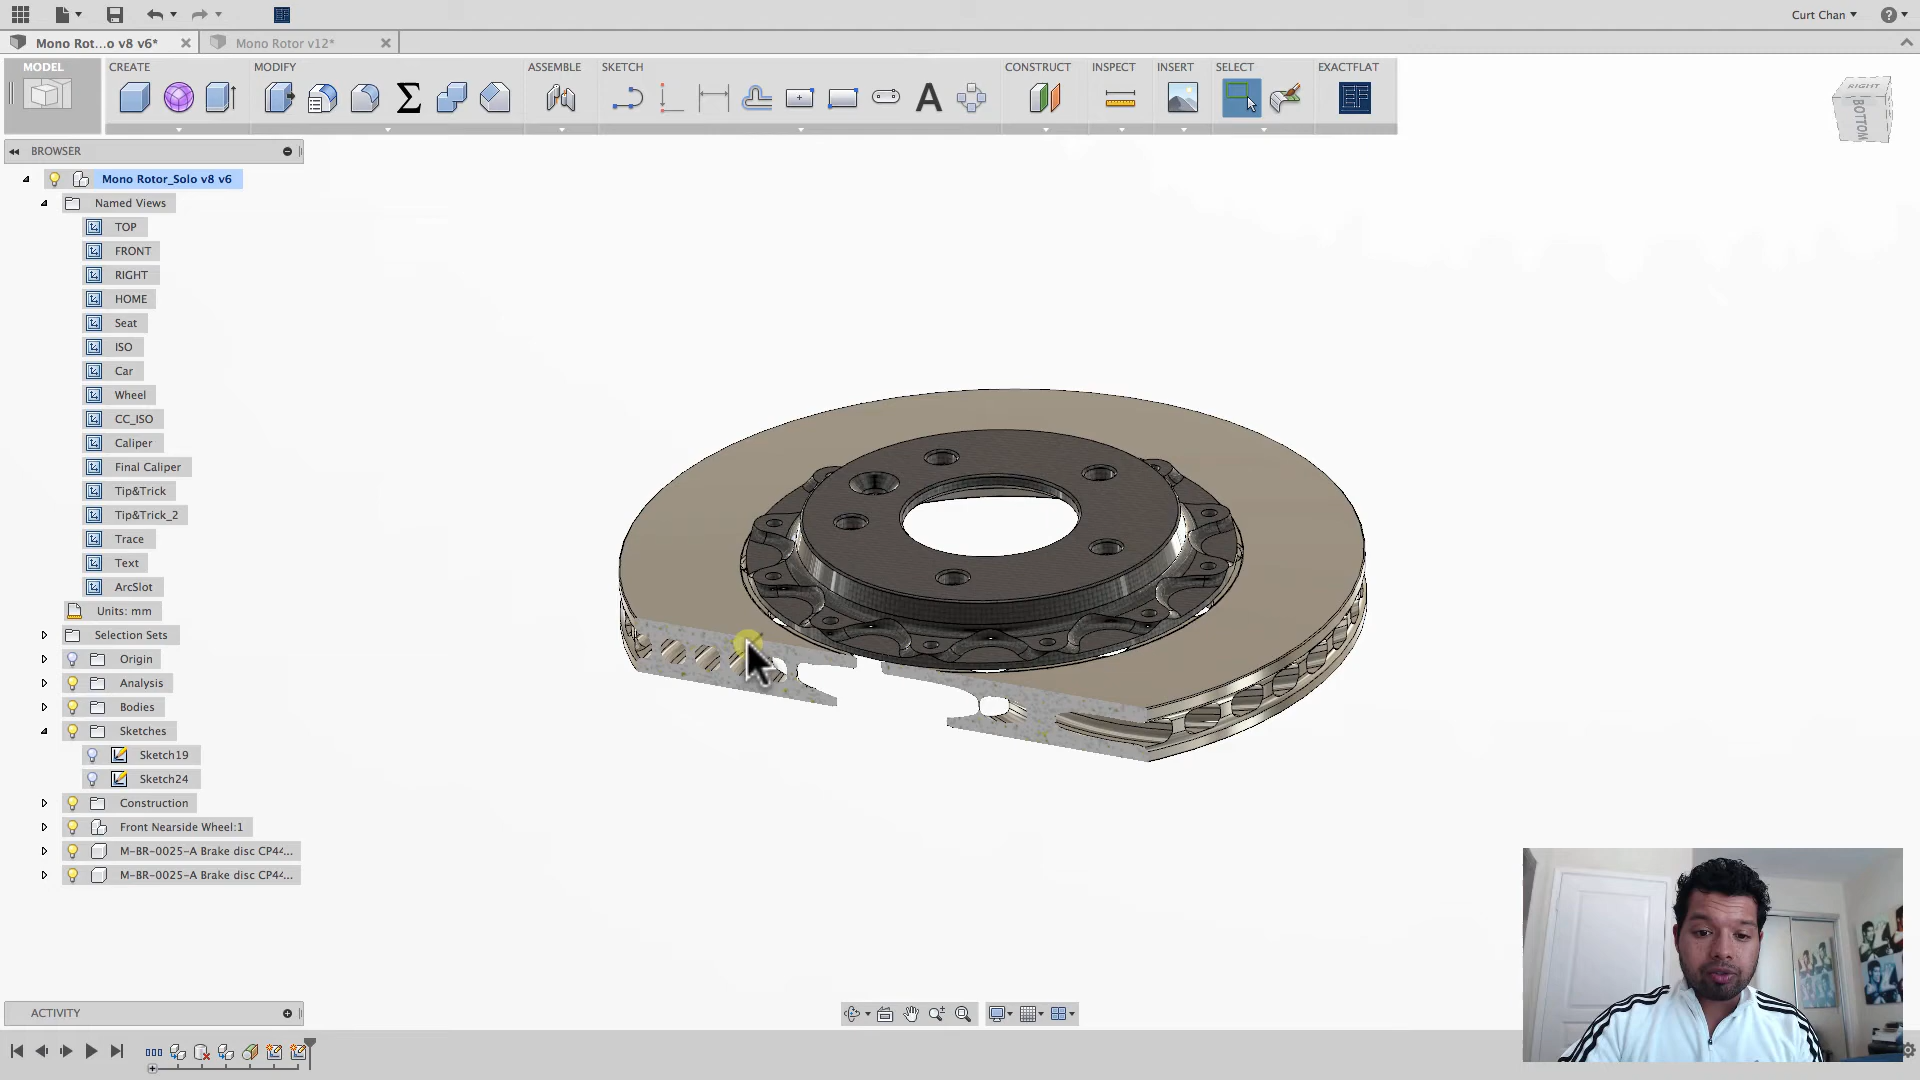 Curt Chan
Mono Rot...o v8 v6*
Mono Rotor v12*
MODEL
CREATE
MODIFY
ASSEMBLE
SKETCH
CONSTRUCT
INSPECT
INSERT
SELECT
EXACTFLAT
RIGHT
BOTTOM
BROWSER
Mono Rotor_Solo v8 v6
Named Views
TOP
FRONT
RIGHT
HOME
Seat
ISO
Car
Wheel
CC_ISO
Caliper
Final Caliper
Tip&Trick
Tip&Trick_2
Trace
Text
ArcSlot
Units: mm
Selection Sets
Origin
Analysis
Bodies
Sketches
Sketch19
Sketch24
Construction
Front Nearside Wheel:1
M-BR-0025-A Brake disc CP44...
M-BR-0025-A Brake disc CP44...
ACTIVITY